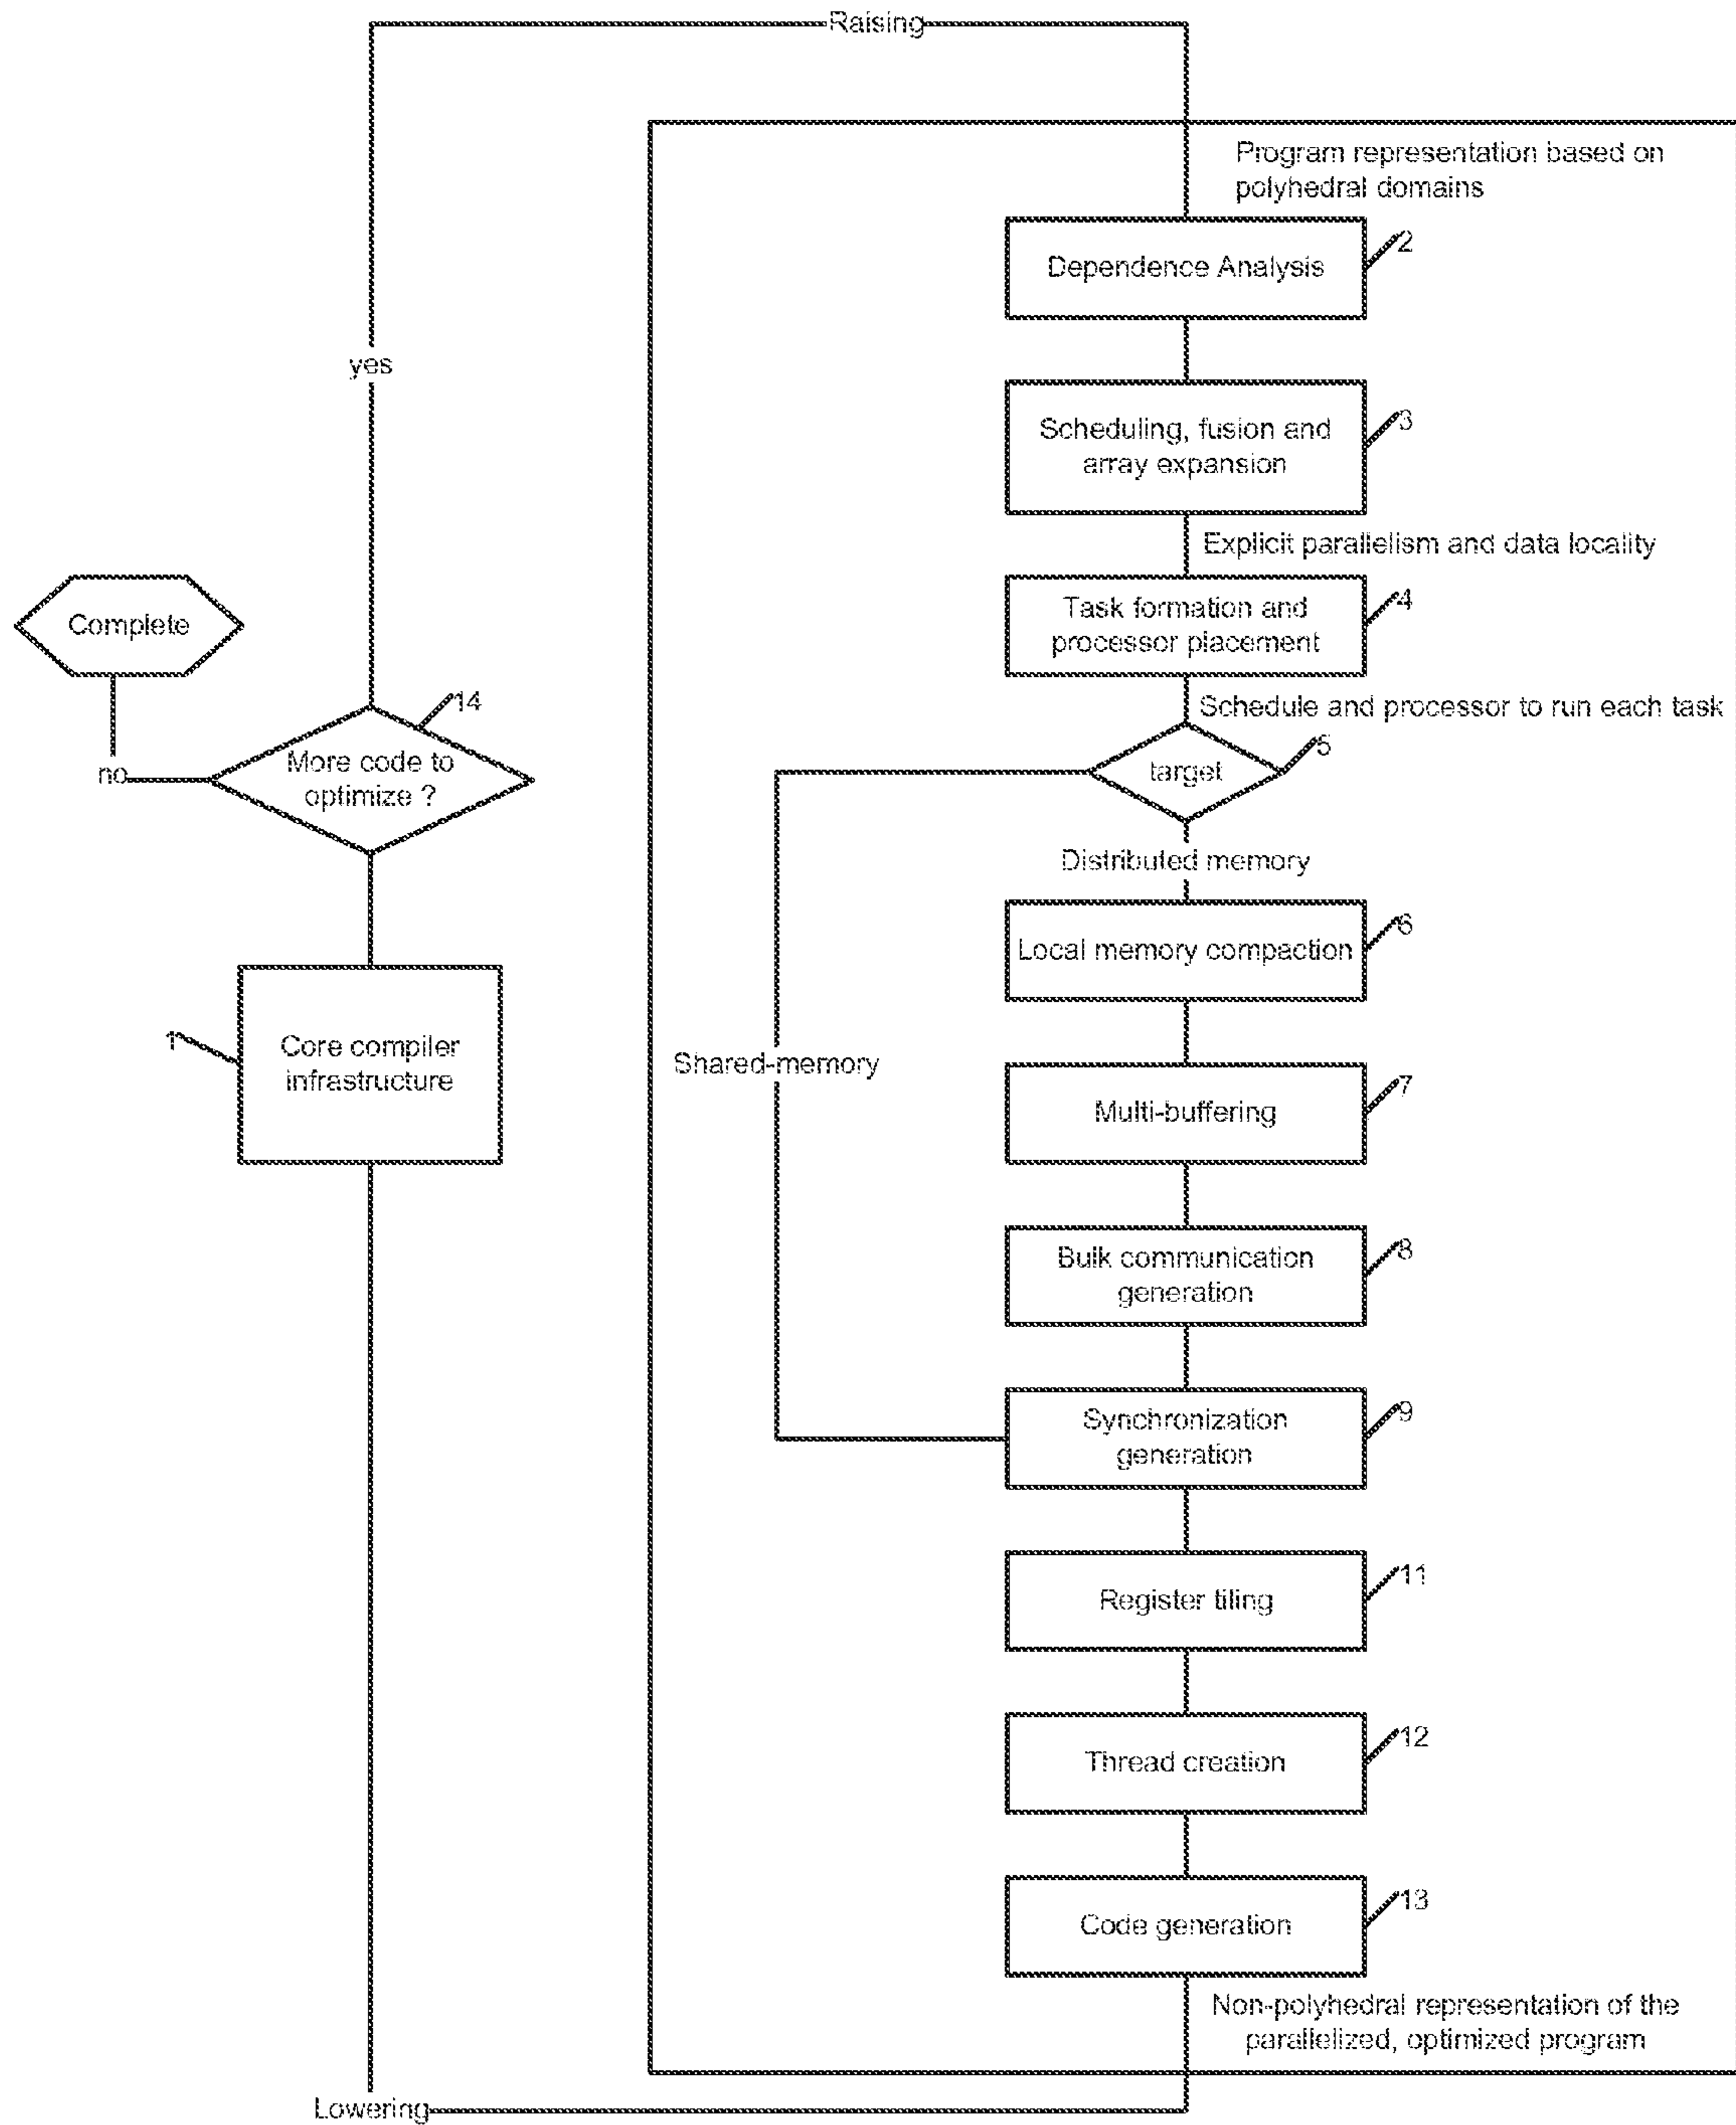 Raising
Program representation based on
polyhedral domains
2
Dependence Analysis
yes
3
Scheduling, fusion and
array expansion
Explicit parallelism and data locality
4
Task formation and
processor placement
Complete
14
Schedule and processor to run each task
5
More code to
optimize ?
no
target
Distributed memory
6
Local memory compaction
1
Core compiler
infrastructure
Shared-memory
7
Multi-buffering
8
Bulk communication
generation
9
Synchronization
generation
11
Register tiling
12
Thread creation
13
Code generation
Non-polyhedral representation of the
parallelized, optimized program
Lowering